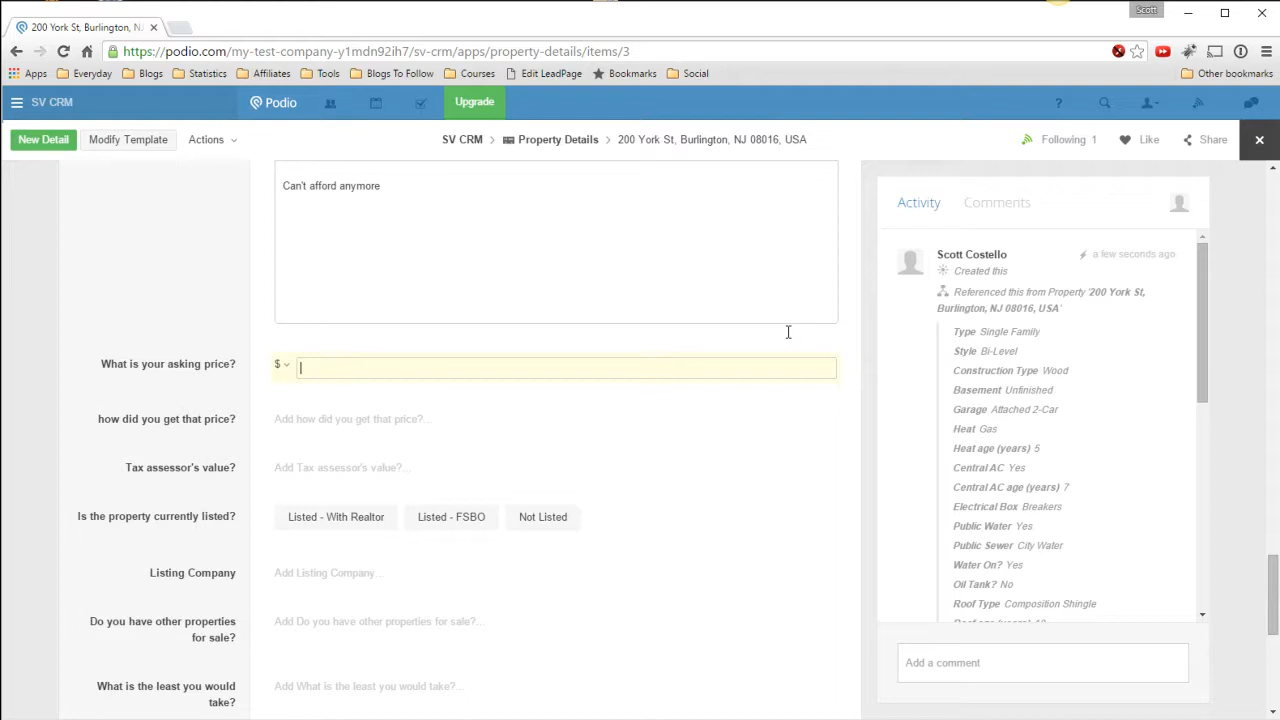 Scott
200 York St, Burlington, NJ
https://podio.com/my-test-company-y1mdn92ih7/sv-crm/apps/property-details/items/3
Apps Everyday Blogs Statistics Affiliates Tools Blogs To Follow Courses Edit LeadPage Bookmarks Social Other bookmarks
SV CRM Podio Upgrade ?
New Detail Modify Template Actions SV CRM > Property Details > 200 York St, Burlington, NJ 08016, USA Following 1 Like Share
Can't afford anymore
What is your asking price? $
how did you get that price? Add how did you get that price?...
Tax assessor's value? Add Tax assessor's value?...
Is the property currently listed? Listed - With Realtor Listed - FSBO Not Listed
Listing Company Add Listing Company...
Do you have other properties for sale? Add Do you have other properties for sale?...
What is the least you would take? Add What is the least you would take?...
Activity Comments
Scott Costello a few seconds ago
Created this
Referenced this from Property '200 York St,
Burlington, NJ 08016, USA'
Type Single Family
Style Bi-Level
Construction Type Wood
Basement Unfinished
Garage Attached 2-Car
Heat Gas
Heat age (years) 5
Central AC Yes
Central AC age (years) 7
Electrical Box Breakers
Public Water Yes
Public Sewer City Water
Water On? Yes
Oil Tank? No
Roof Type Composition Shingle
Roof age (years) 10
Add a comment